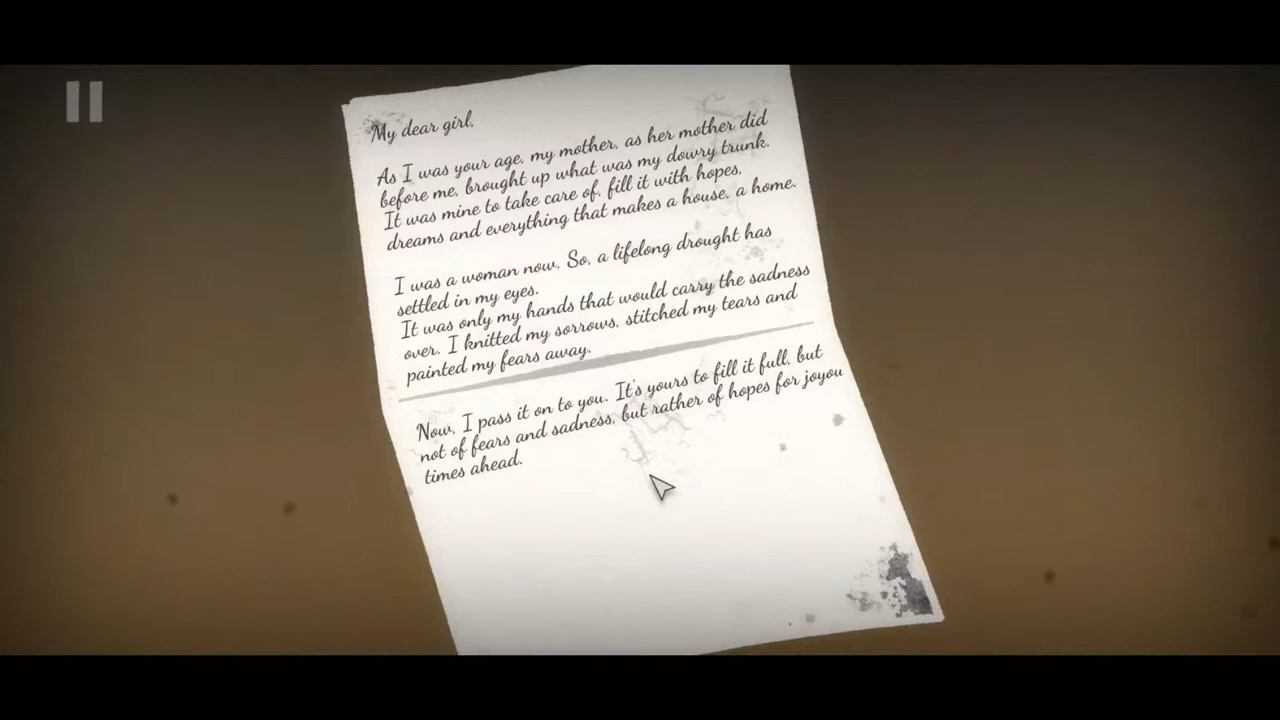 My dear girl,
As I was your age, my mother, as her mother did
before me, brought up what was my dowry trunk.
It was mine to take care of, fill it with hopes,
dreams and everything that makes a house, a home.
I was a woman now. So, a lifelong drought has
settled in my eyes.
It was only my hands that would carry the sadness
over. I knitted my sorrows, stitched my tears and
painted my fears away.
Now, I pass it on to you. It's yours to fill it full, but
not of fears and sadness, but rather of hopes for joyou
times ahead.